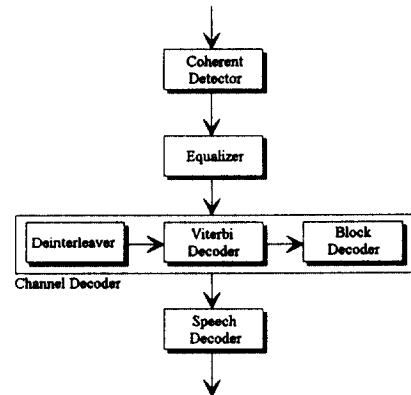 Coherent
Detector
Equalizer
Deinterleaver
Viterbi
Decoder
Block
Decoder
Channel Decoder
Speech
Decoder